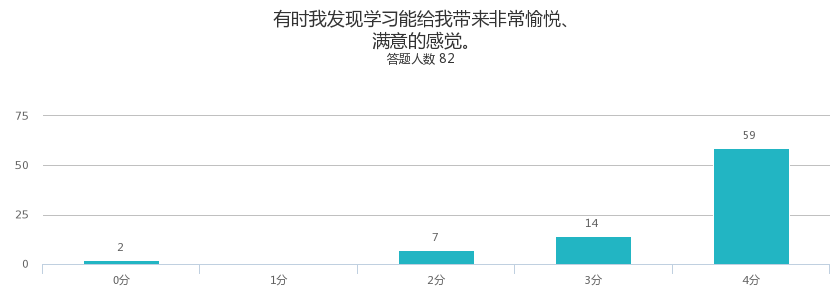 有时我发现学习能给我带来非常愉悦、
满意的感觉。
答题人数 82
75
50
25
0
2
7
14
59
0分
1分
2分
3分
4分